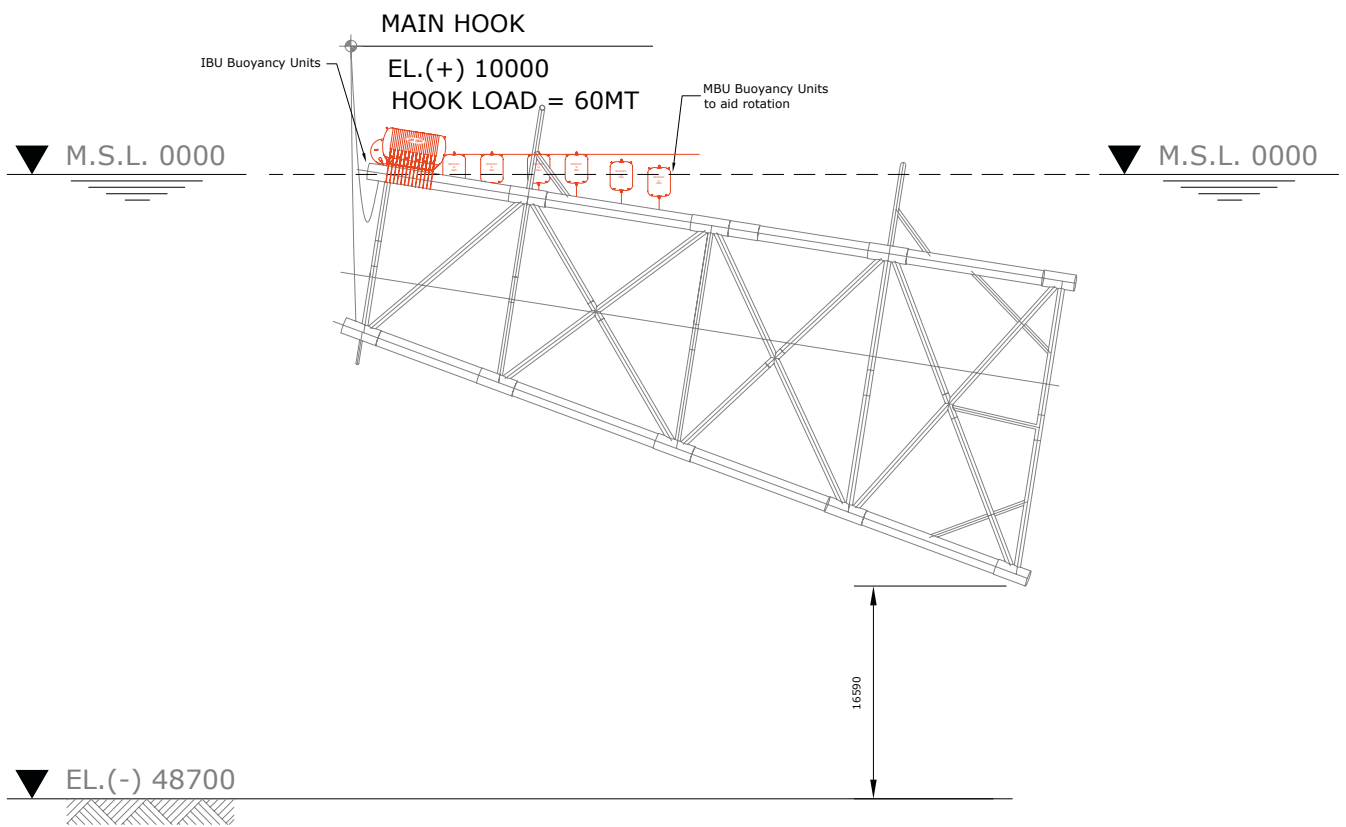 MAIN HOOK
IBU Buoyancy Units
EL.(+) 10000
HOOK LOAD = 60MT
MBU Buoyancy Units
to aid rotation
M.S.L. 0000
M.S.L. 0000
16590
EL.(-) 48700